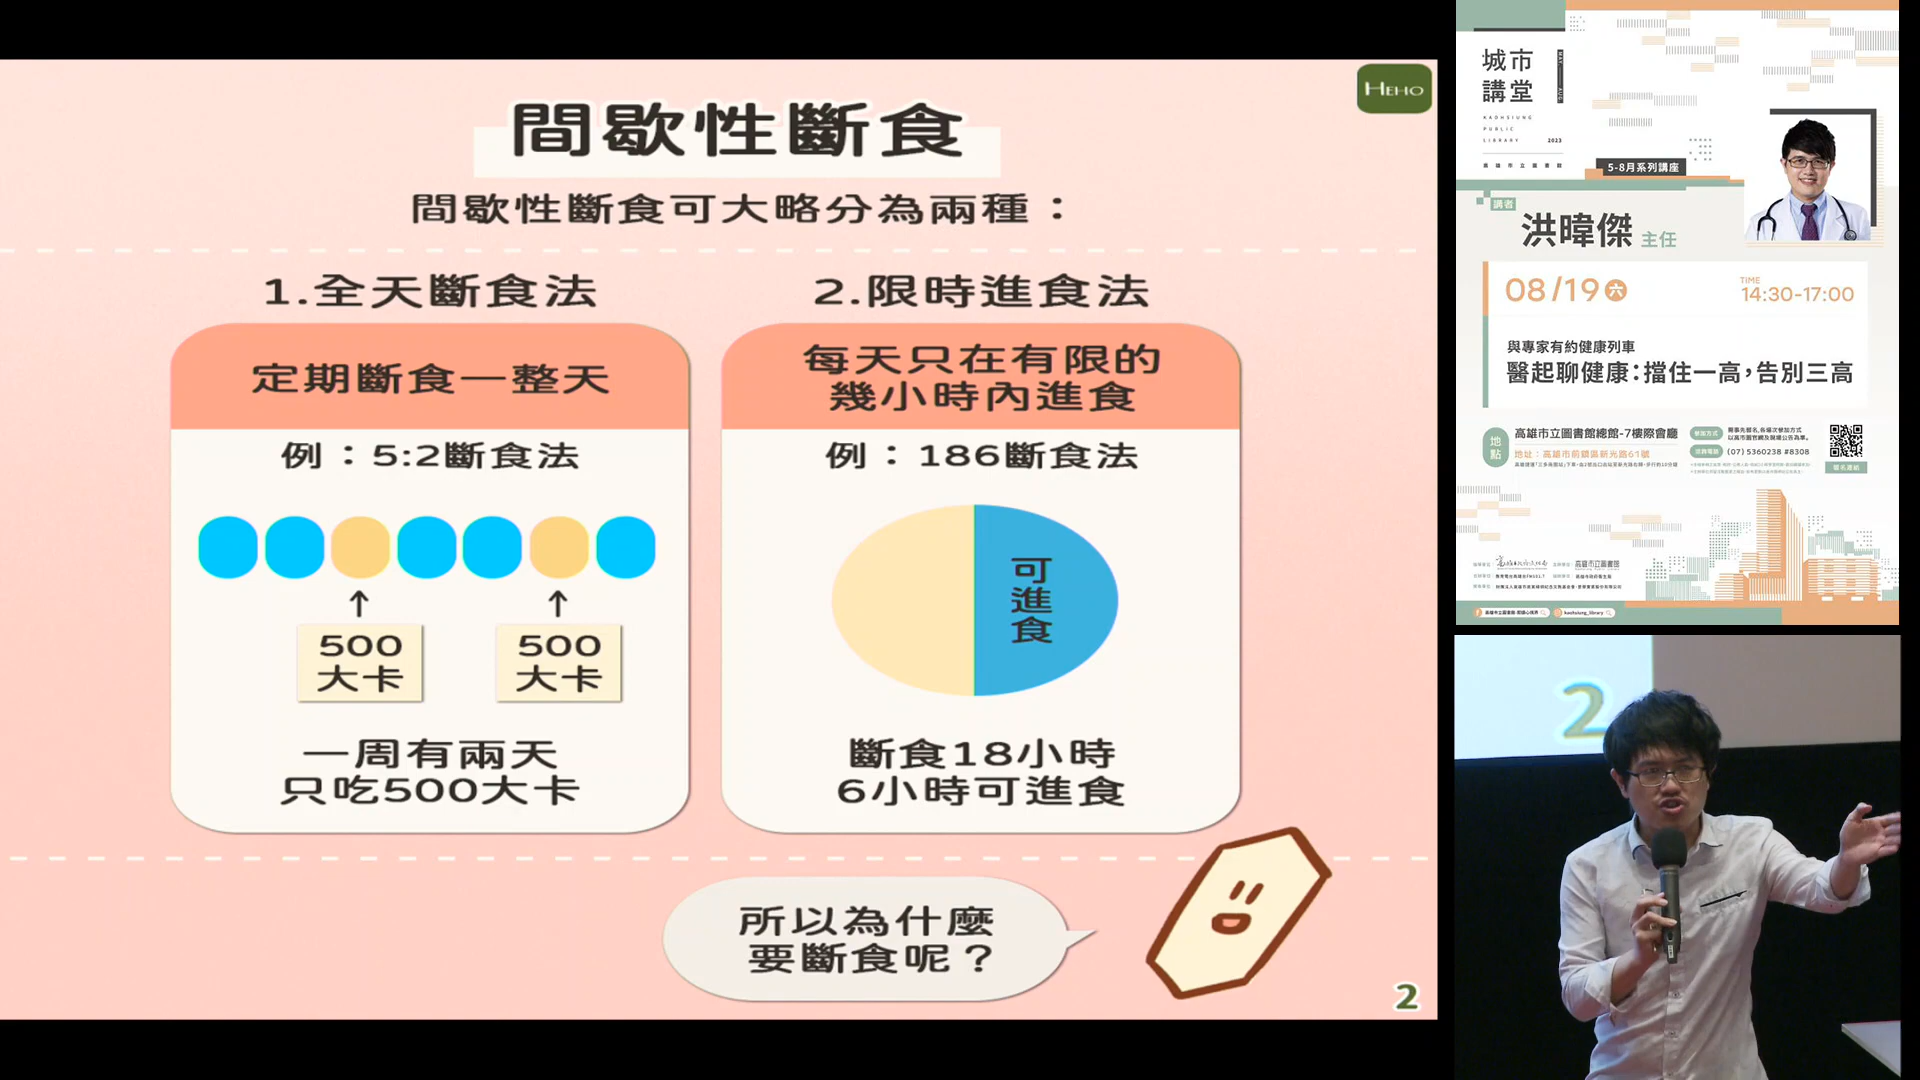 HEHO
間歇性斷食
間歇性斷食可大略分為兩種：
1.全天斷食法
定期斷食一整天
例：5:2斷食法
500
大卡
500
大卡
一周有兩天
只吃500大卡
2.限時進食法
每天只在有限的
幾小時內進食
例：186斷食法
可進食
斷食18小時
6小時可進食
所以為什麼
要斷食呢？
2
城市
講堂
KAOHSIUNG
PUBLIC
LIBRARY
2023
高雄市立圖書館
5-8月系列講座
講者
洪暐傑 主任
08/19 六
TIME
14:30-17:00
與專家有約健康列車
醫起聊健康：擋住一高，告別三高
地點
高雄市立圖書館總館-7樓際會廳
地址：高雄市前鎮區新光路61號
(07) 5360238 #8308
報名連結
kaohsiung_library
2